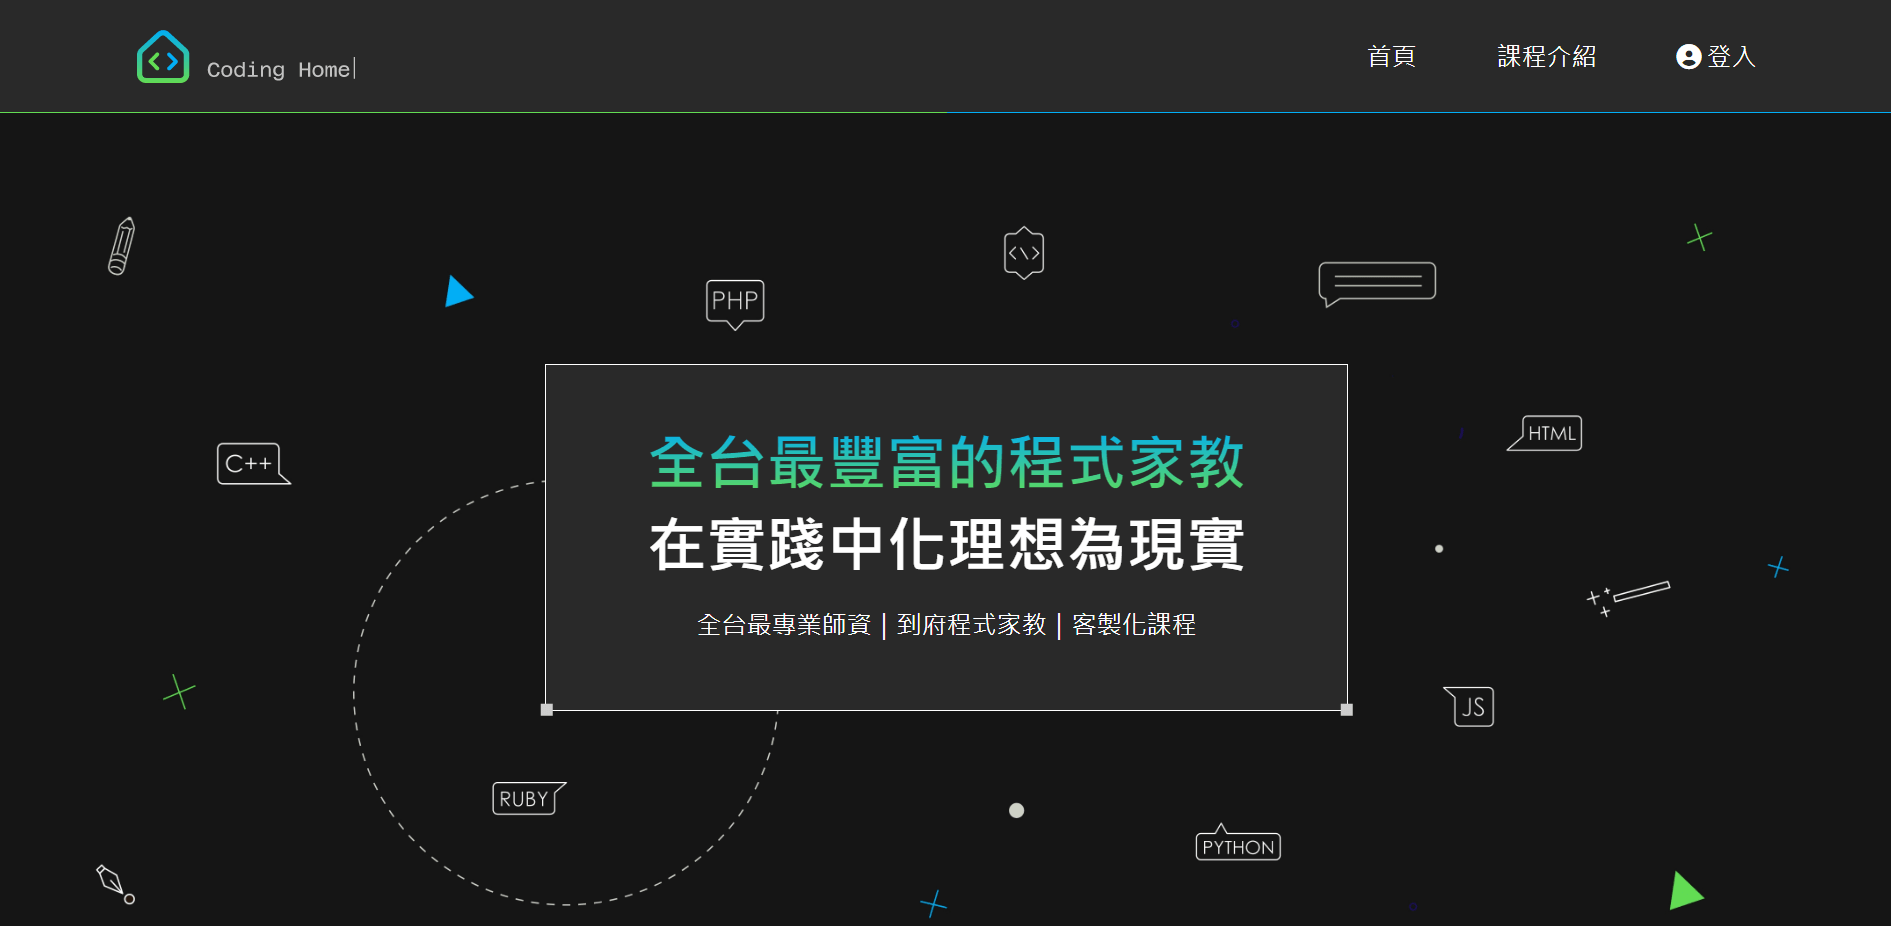 Coding Home
首頁
課程介紹
登入
PHP
C++
HTML
全台最豐富的程式家教
在實踐中化理想為現實
全台最專業師資 | 到府程式家教 | 客製化課程
JS
RUBY
PYTHON